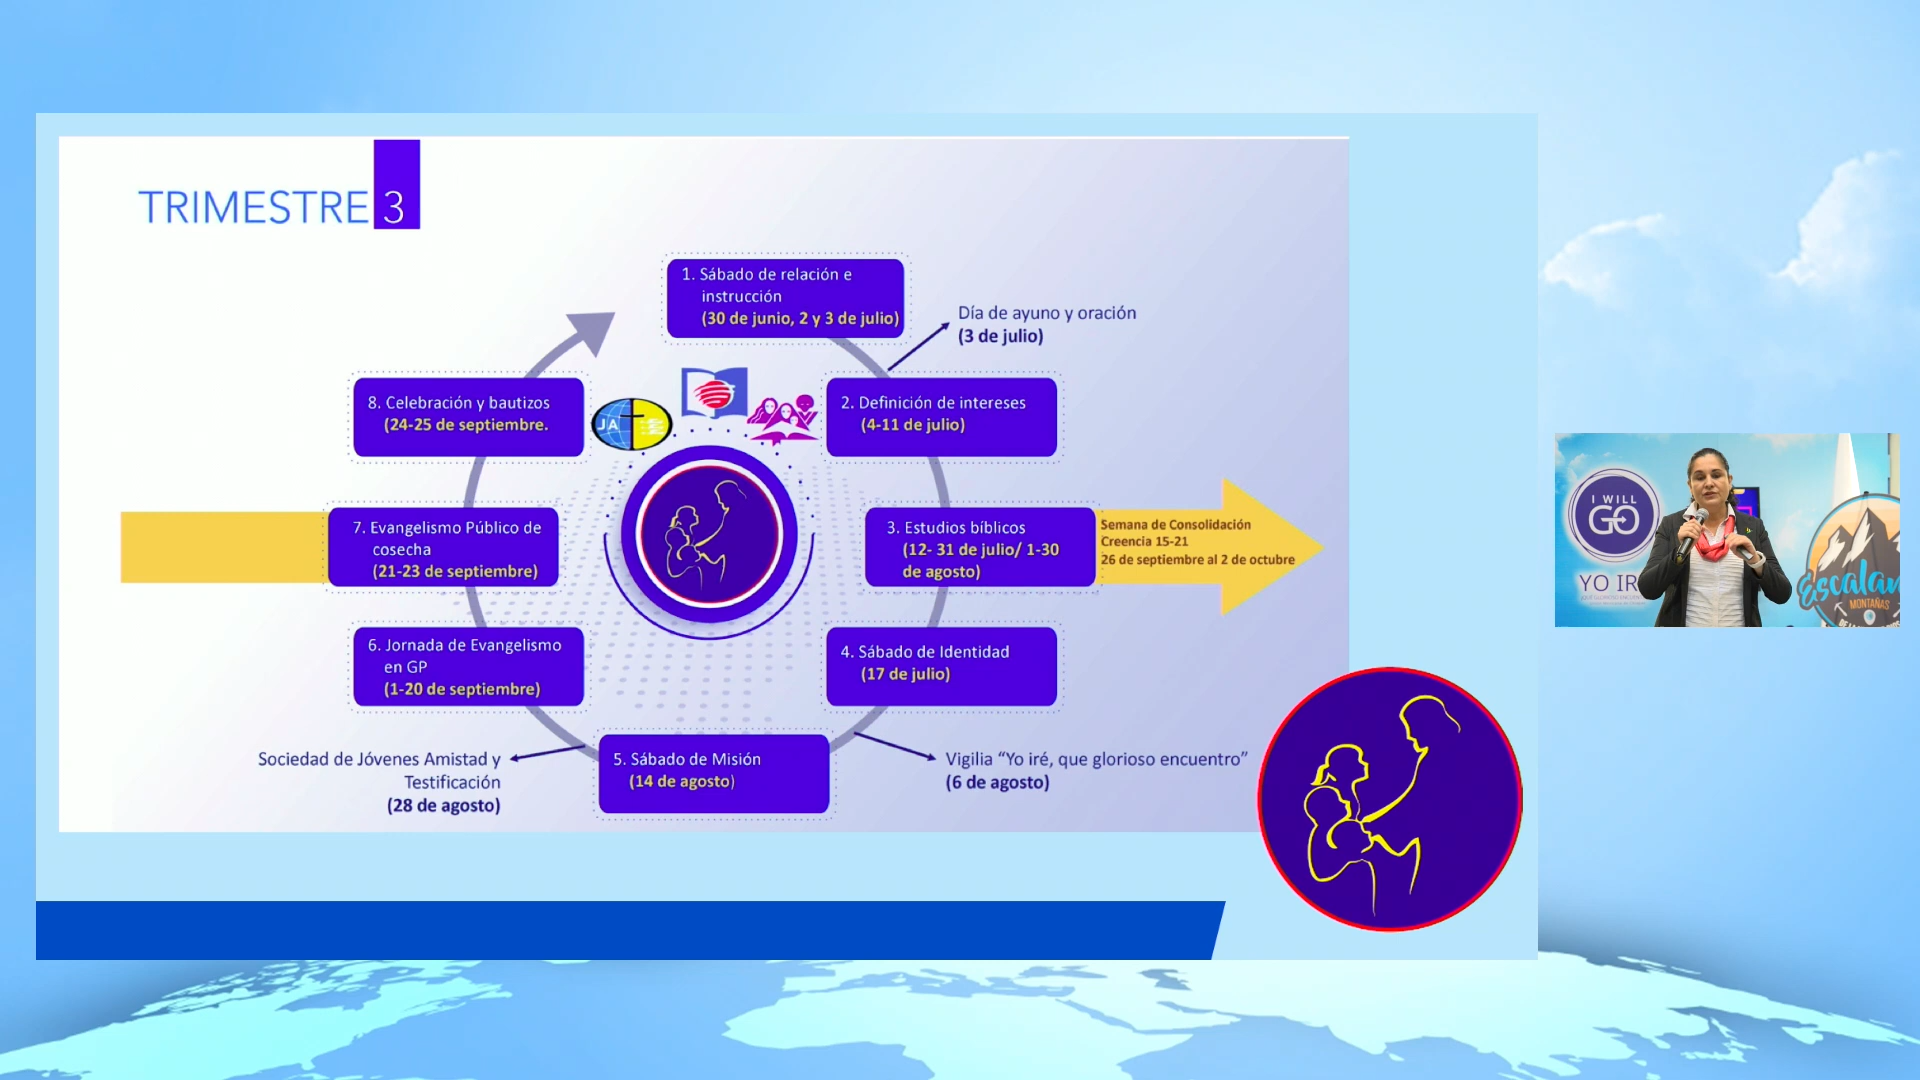 TRIMESTRE 3
1. Sábado de relación e
instrucción
(30 de junio, 2 y 3 de julio)
Día de ayuno y oración
(3 de julio)
2. Definición de intereses
(4-11 de julio)
3. Estudios bíblicos
(12- 31 de julio/ 1-30
de agosto)
Semana de Consolidación
Creencia 15-21
26 de septiembre al 2 de octubre
4. Sábado de Identidad
(17 de julio)
Vigilia “Yo iré, que glorioso encuentro”
(6 de agosto)
5. Sábado de Misión
(14 de agosto)
Sociedad de Jóvenes Amistad y
Testificación
(28 de agosto)
6. Jornada de Evangelismo
en GP
(1-20 de septiembre)
7. Evangelismo Público de
cosecha
(21-23 de septiembre)
8. Celebración y bautizos
(24-25 de septiembre.
JA
I WILL
GO
YO IR
Escalan
MONTAÑAS